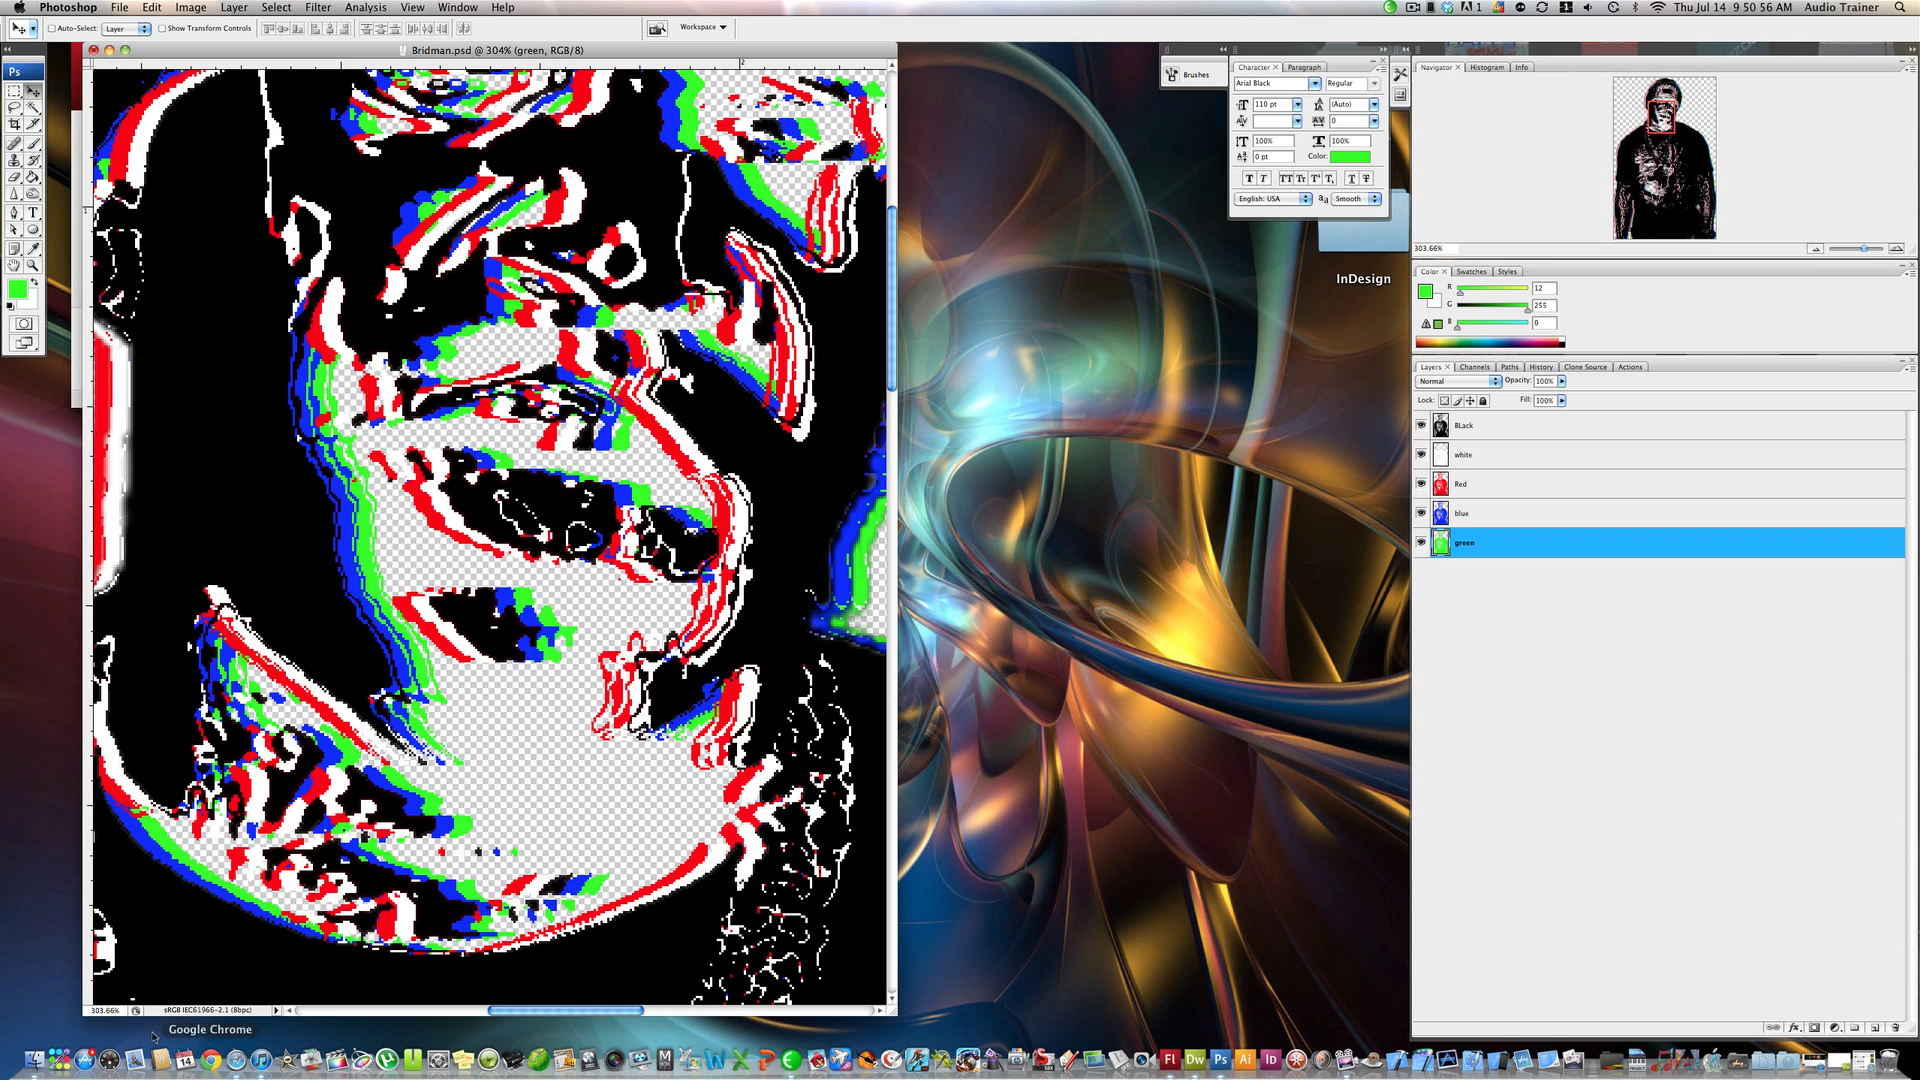 Photoshop File Edit Image Layer Select Filter Analysis View Window Help
1 Thu Jul 14 9 50 56 AM Audio Trainer
Auto-Select: Layer Show Transform Controls
Workspace
Bridman.psd @ 304% (green, RGB/8)
Ps
2
1
Brushes
Character Paragraph
Arial Black Regular
110 pt (Auto)
0
100% 100%
0 pt Color:
English: USA Smooth
InDesign
Navigator Histogram Info
303.66%
Color Swatches Styles
R 12
G 255
B 0
Layers Channels Paths History Clone Source Actions
Normal Opacity: 100%
Lock: Fill: 100%
BLack
white
Red
blue
green
303.66% sRGB IEC61966-2.1 (8bpc)
Google Chrome
14 W X P Fl Dw Ps Ai Id